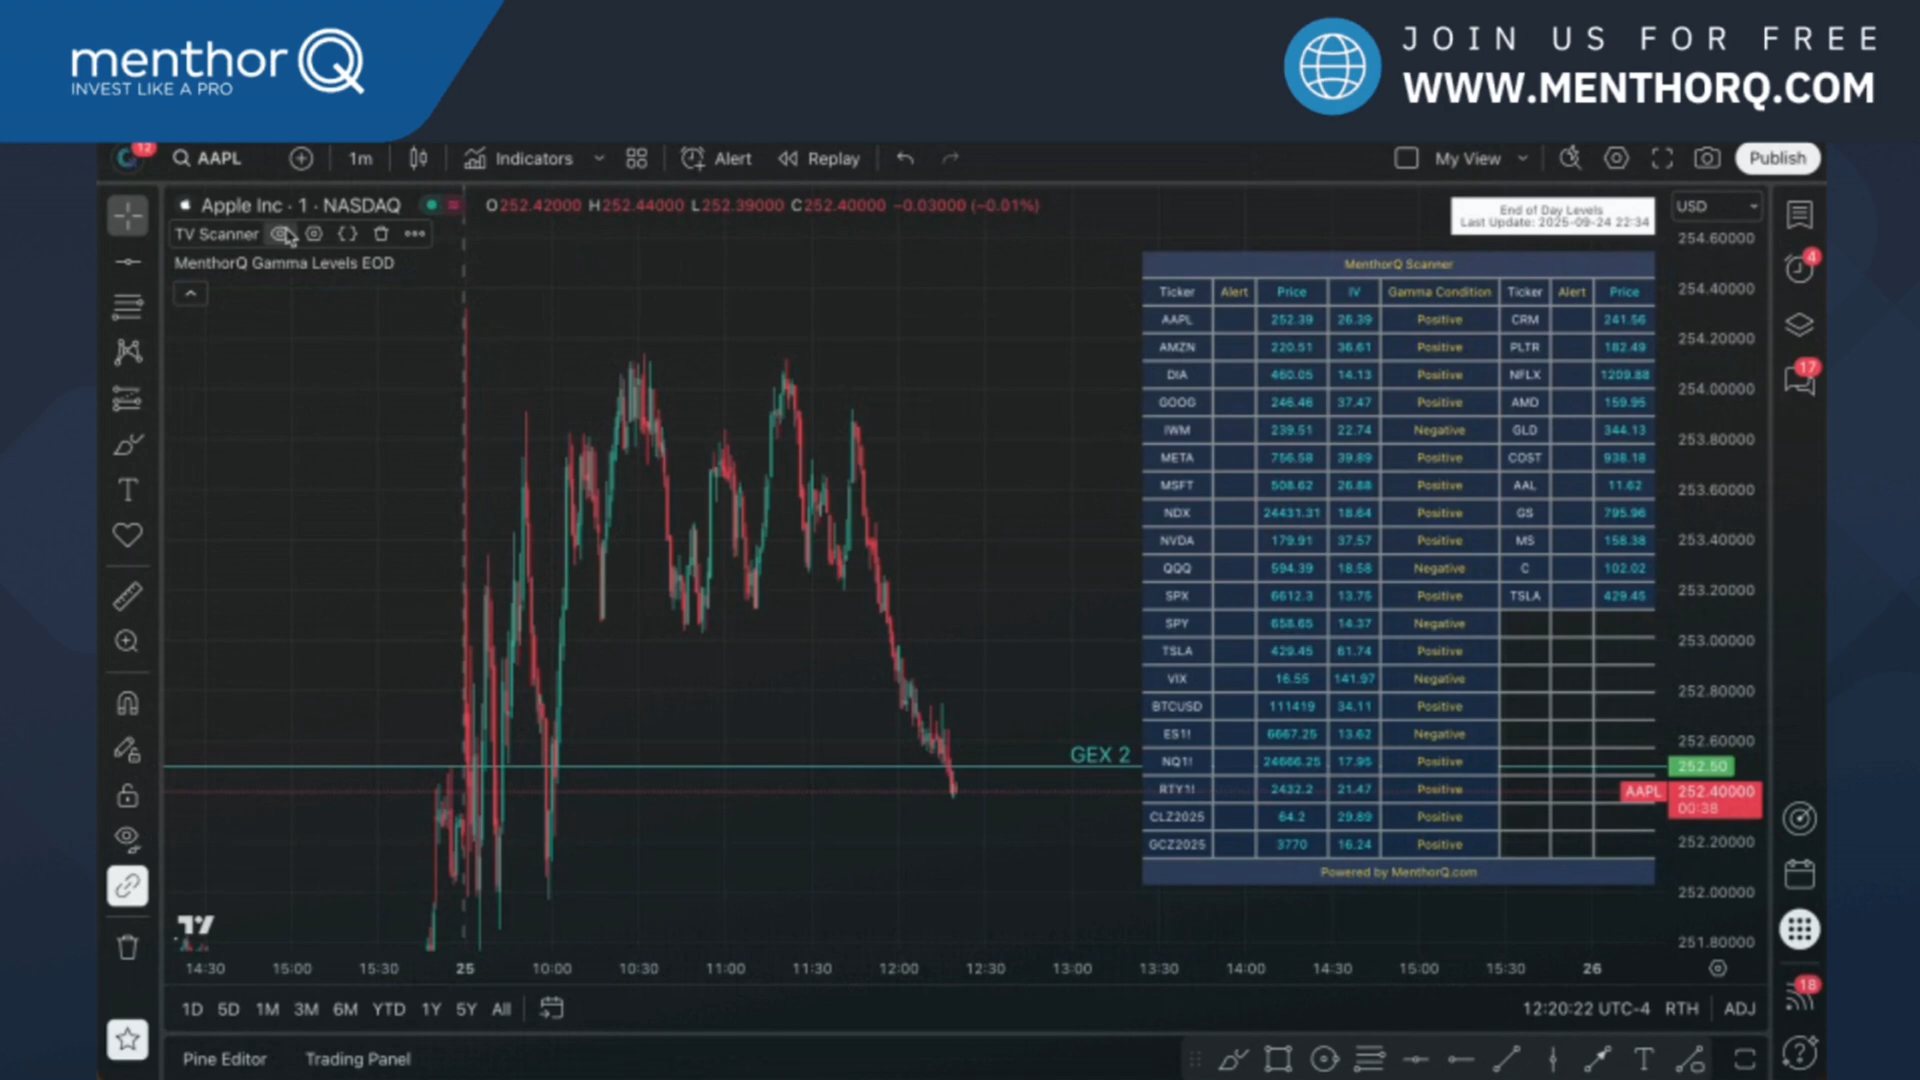 menthorQ
INVEST LIKE A PRO
JOIN US FOR FREE
WWW.MENTHORQ.COM
12
AAPL
1m
Indicators
Alert
Replay
My View
Publish
Apple Inc · 1 · NASDAQ
O252.42000 H252.44000 L252.39000 C252.40000 −0.03000 (−0.01%)
TV Scanner
MenthorQ Gamma Levels EOD
End of Day Levels
Last Update: 2025-09-24 22:34
USD
MenthorQ Scanner
Ticker Alert Price IV Gamma Condition Ticker Alert Price
AAPL 252.39 26.39 Positive CRM 241.56
AMZN 220.51 36.61 Positive PLTR 182.49
DIA 460.05 14.13 Positive NFLX 1209.88
GOOG 246.46 37.47 Positive AMD 159.95
IWM 239.51 22.74 Negative GLD 344.13
META 756.58 39.89 Positive COST 938.18
MSFT 508.62 26.88 Positive AAL 11.62
NDX 24431.31 18.64 Positive GS 795.96
NVDA 179.91 37.57 Positive MS 158.38
QQQ 594.39 18.58 Negative C 102.02
SPX 6612.3 13.75 Positive TSLA 429.45
SPY 658.65 14.37 Negative
TSLA 429.45 61.74 Positive
VIX 16.55 141.97 Negative
BTCUSD 111419 34.11 Positive
ES1! 6667.25 13.62 Negative
NQ1! 24666.25 17.95 Positive
RTY1! 2432.2 21.47 Positive
CLZ2025 64.2 29.89 Positive
GCZ2025 3770 16.24 Positive
Powered by MenthorQ.com
GEX 2
254.60000
254.40000
254.20000
254.00000
253.80000
253.60000
253.40000
253.20000
253.00000
252.80000
252.60000
252.50
AAPL 252.40000
00:38
252.20000
252.00000
251.80000
4
17
18
14:30 15:00 15:30 25 10:00 10:30 11:00 11:30 12:00 12:30 13:00 13:30 14:00 14:30 15:00 15:30 26
1D 5D 1M 3M 6M YTD 1Y 5Y All
12:20:22 UTC-4 RTH ADJ
Pine Editor Trading Panel